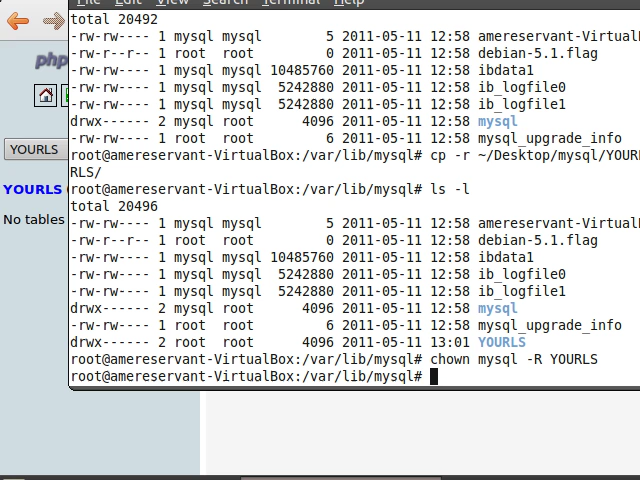 File Edit View Search Terminal Help
total 20492
-rw-rw---- 1 mysql mysql        5 2011-05-11 12:58 amereservant-Virtual
-rw-r--r-- 1 root  root         0 2011-05-11 12:58 debian-5.1.flag
-rw-rw---- 1 mysql mysql 10485760 2011-05-11 12:58 ibdata1
-rw-rw---- 1 mysql mysql  5242880 2011-05-11 12:58 ib_logfile0
-rw-rw---- 1 mysql mysql  5242880 2011-05-11 12:58 ib_logfile1
drwx------ 2 mysql root      4096 2011-05-11 12:58 mysql
-rw-rw---- 1 root  root         6 2011-05-11 12:58 mysql_upgrade_info
root@amereservant-VirtualBox:/var/lib/mysql# cp -r ~/Desktop/mysql/YOUR
RLS/
root@amereservant-VirtualBox:/var/lib/mysql# ls -l
total 20496
-rw-rw---- 1 mysql mysql        5 2011-05-11 12:58 amereservant-Virtual
-rw-r--r-- 1 root  root         0 2011-05-11 12:58 debian-5.1.flag
-rw-rw---- 1 mysql mysql 10485760 2011-05-11 12:58 ibdata1
-rw-rw---- 1 mysql mysql  5242880 2011-05-11 12:58 ib_logfile0
-rw-rw---- 1 mysql mysql  5242880 2011-05-11 12:58 ib_logfile1
drwx------ 2 mysql root      4096 2011-05-11 12:58 mysql
-rw-rw---- 1 root  root         6 2011-05-11 12:58 mysql_upgrade_info
drwx------ 2 root  root      4096 2011-05-11 13:01 YOURLS
root@amereservant-VirtualBox:/var/lib/mysql# chown mysql -R YOURLS
root@amereservant-VirtualBox:/var/lib/mysql#
php
YOURLS
YOURLS
No tables